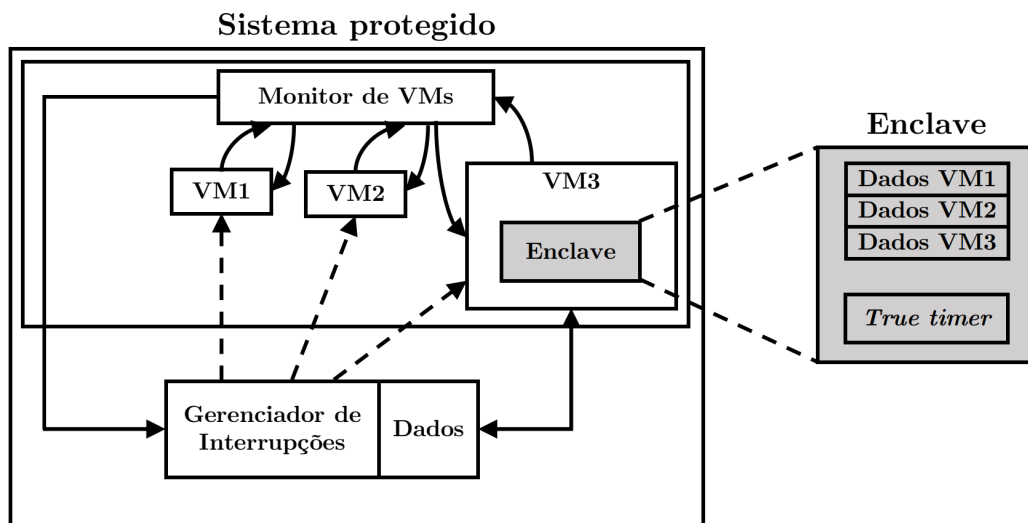 Sistema protegido
Monitor de VMs
VM1
VM2
VM3
Enclave
Gerenciador de
Interrupções
Dados
Enclave
Dados VM1
Dados VM2
Dados VM3
True timer